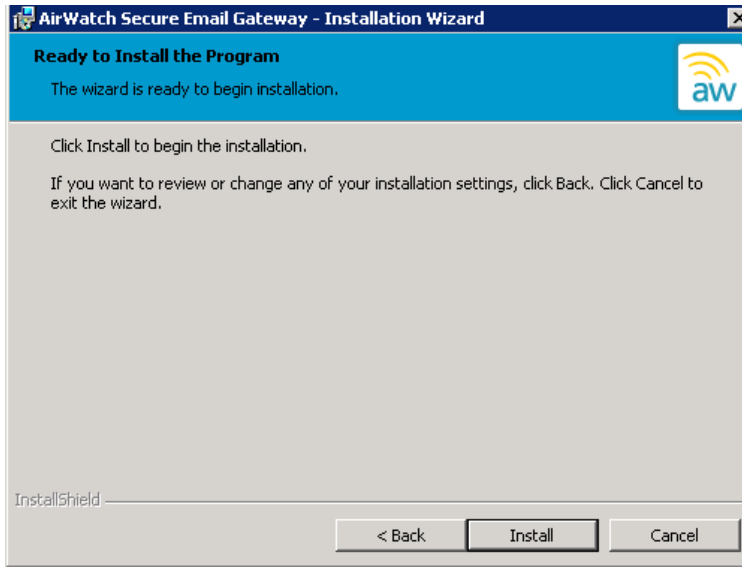 AirWatch Secure Email Gateway - Installation Wizard
Ready to Install the Program
The wizard is ready to begin installation.
aw
Click Install to begin the installation.
If you want to review or change any of your installation settings, click Back. Click Cancel to
exit the wizard.
InstallShield
< Back
Install
Cancel